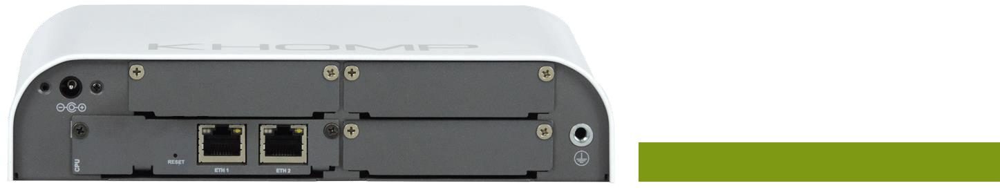 KHOMP
CPU
RESET
ETH 1
ETH 2